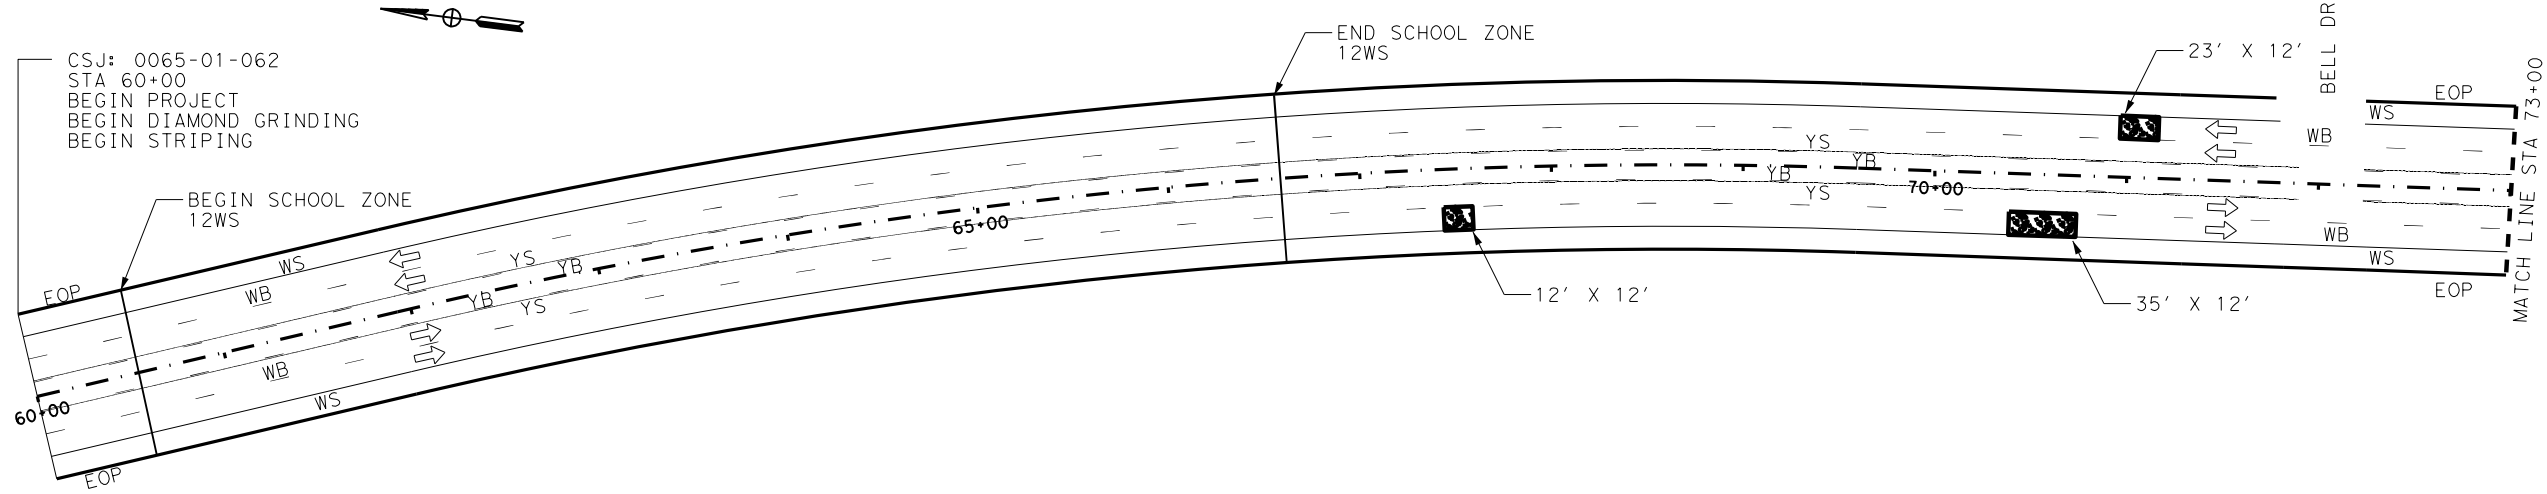 CSJ: 0065-01-062
STA 60+00
BEGIN PROJECT
BEGIN DIAMOND GRINDING
BEGIN STRIPING
BEGIN SCHOOL ZONE
12WS
END SCHOOL ZONE
12WS
23' X 12'
BELL DR
EOP
WS
WB
MATCH LINE STA 73+00
YS
YB
YB
YS
70+00
WB
WS
EOP
12' X 12'
35' X 12'
65+00
YS
YB
YB
YS
WS
WB
EOP
WB
WS
60+00
EOP